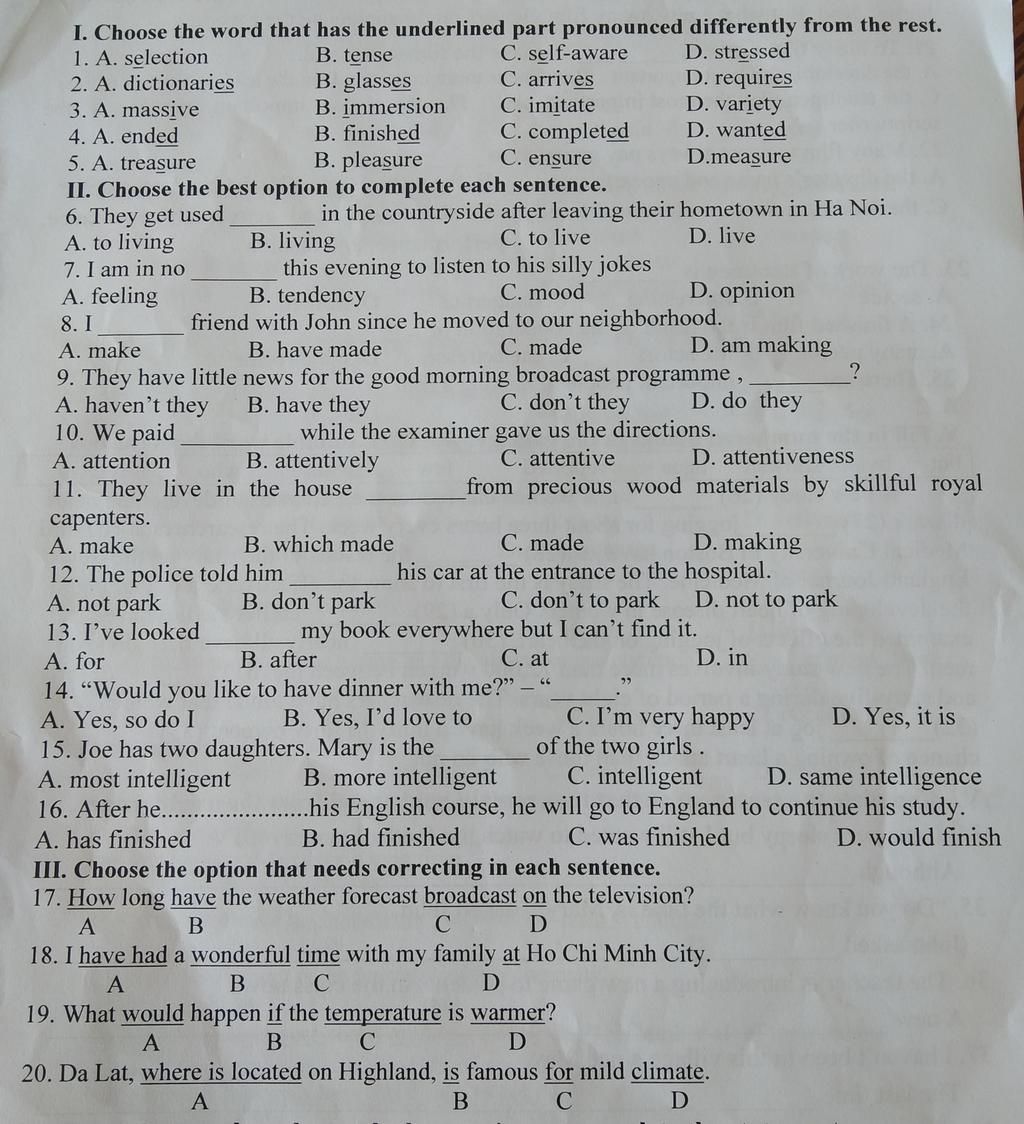 I. Choose the word that has the underlined part pronounced differently from the rest.
1. A. selection B. tense C. self-aware D. stressed
2. A. dictionaries B. glasses C. arrives D. requires
3. A. massive B. immersion C. imitate D. variety
4. A. ended B. finished C. completed D. wanted
5. A. treasure B. pleasure C. ensure D.measure
II. Choose the best option to complete each sentence.
6. They get used ________ in the countryside after leaving their hometown in Ha Noi.
A. to living B. living C. to live D. live
7. I am in no ________ this evening to listen to his silly jokes
A. feeling B. tendency C. mood D. opinion
8. I ________ friend with John since he moved to our neighborhood.
A. make B. have made C. made D. am making
9. They have little news for the good morning broadcast programme , _________?
A. haven't they B. have they C. don't they D. do they
10. We paid __________ while the examiner gave us the directions.
A. attention B. attentively C. attentive D. attentiveness
11. They live in the house _________from precious wood materials by skillful royal
capenters.
A. make B. which made C. made D. making
12. The police told him _________ his car at the entrance to the hospital.
A. not park B. don't park C. don't to park D. not to park
13. I've looked ________ my book everywhere but I can't find it.
A. for B. after C. at D. in
14. “Would you like to have dinner with me?” – “______.”
A. Yes, so do I B. Yes, I'd love to C. I'm very happy D. Yes, it is
15. Joe has two daughters. Mary is the ________ of the two girls .
A. most intelligent B. more intelligent C. intelligent D. same intelligence
16. After he.......................his English course, he will go to England to continue his study.
A. has finished B. had finished C. was finished D. would finish
III. Choose the option that needs correcting in each sentence.
17. How long have the weather forecast broadcast on the television?
A B C D
18. I have had a wonderful time with my family at Ho Chi Minh City.
A B C D
19. What would happen if the temperature is warmer?
A B C D
20. Da Lat, where is located on Highland, is famous for mild climate.
A B C D